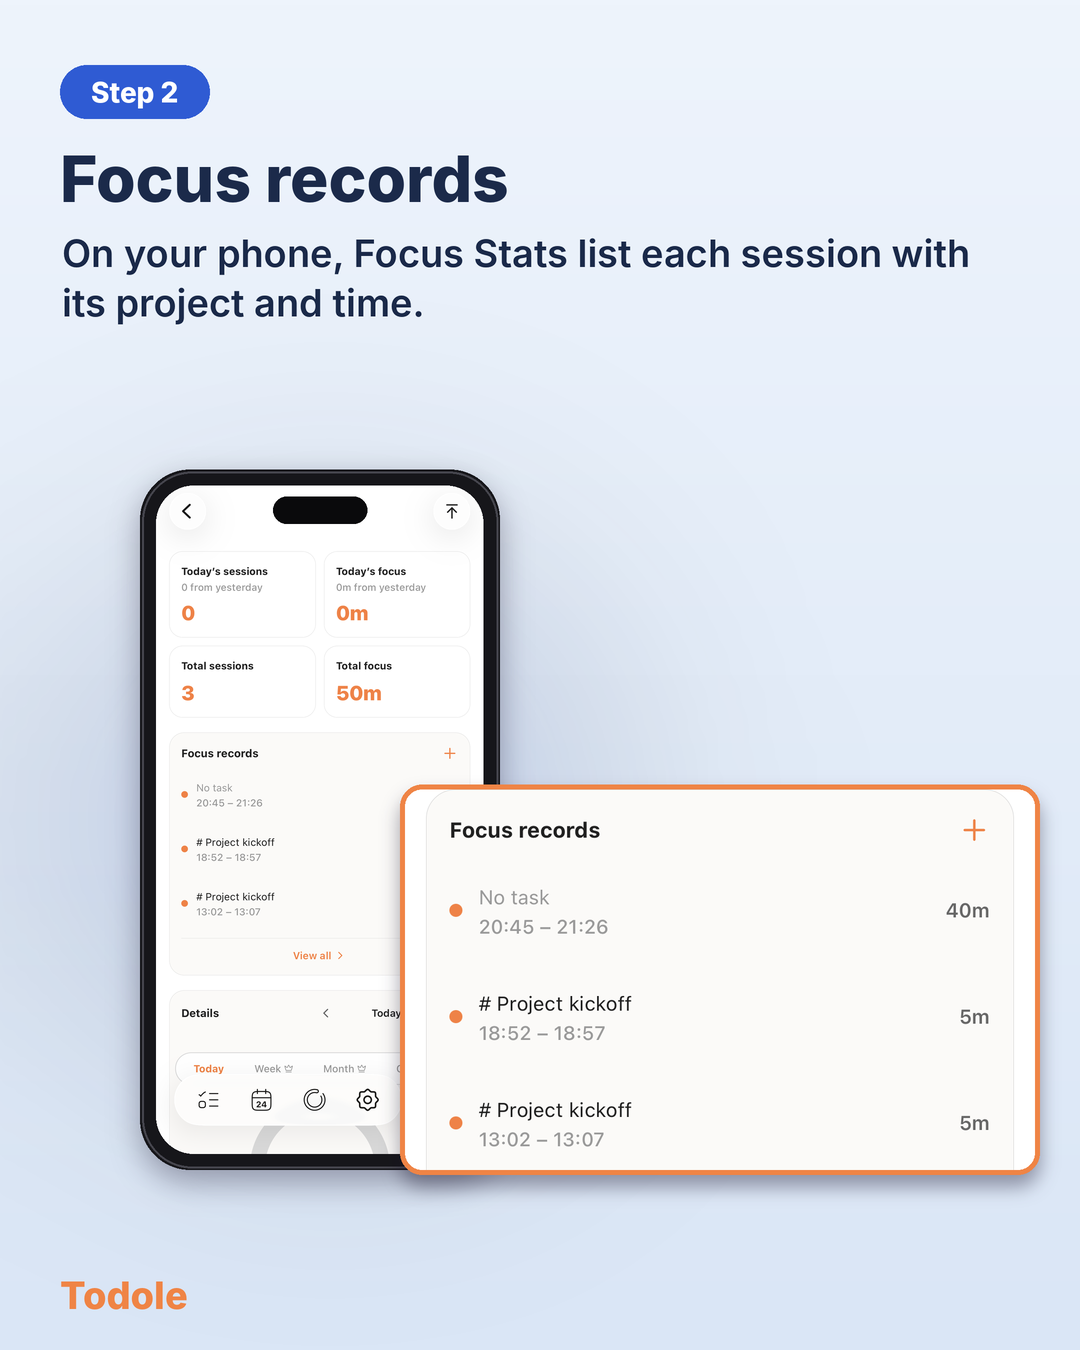 Step 2
Focus records
On your phone, Focus Stats list each session with
its project and time.
Today's sessions
0 from yesterday
0
Today's focus
0m from yesterday
0m
Total sessions
3
Total focus
50m
Focus records
No task
20:45 – 21:26
# Project kickoff
18:52 – 18:57
# Project kickoff
13:02 – 13:07
View all
Details
Today
Today Week Month
24
Focus records
No task
20:45 – 21:26
40m
# Project kickoff
18:52 – 18:57
5m
# Project kickoff
13:02 – 13:07
5m
Todole